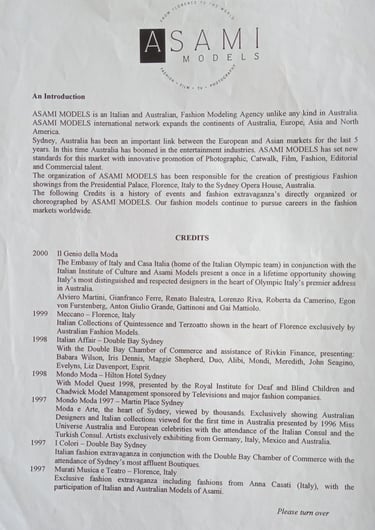 FROM FLORENCE TO THE WORLD
ASAMI
MODELS
FASHION • FILM • TV • PHOTOGRAPHY
An Introduction
ASAMI MODELS is an Italian and Australian, Fashion Modeling Agency unlike any kind in Australia.
ASAMI MODELS international network expands the continents of Australia, Europe, Asia and North
America.
Sydney, Australia has been an important link between the European and Asian markets for the last 5
years. In this time Australia has boomed in the entertainment industries. ASAMI MODELS has set new
standards for this market with innovative promotion of Photographic, Catwalk, Film, Fashion, Editorial
and Commercial talent.
The organization of ASAMI MODELS has been responsible for the creation of prestigious Fashion
showings from the Presidential Palace, Florence, Italy to the Sydney Opera House, Australia.
The following Credits is a history of events and fashion extravaganza's directly organized or
choreographed by ASAMI MODELS. Our fashion models continue to pursue careers in the fashion
markets worldwide.
CREDITS
2000 Il Genio della Moda
The Embassy of Italy and Casa Italia (home of the Italian Olympic team) in conjunction with the
Italian Institute of Culture and Asami Models present a once in a lifetime opportunity showing
Italy's most distinguished and respected designers in the heart of Olympic Italy's premier address
in Australia.
Alviero Martini, Gianfranco Ferre, Renato Balestra, Lorenzo Riva, Roberta da Camerino, Egon
von Furstenberg, Anton Giulio Grande, Gattinoni and Gai Mattiolo.
1999 Meccano – Florence, Italy
Italian Collections of Quintessence and Terzoatto shown in the heart of Florence exclusively by
Australian Fashion Models.
1998 Italian Affair – Double Bay Sydney
With the Double Bay Chamber of Commerce and assistance of Rivkin Finance, presenting:
Babara Wilson, Iris Dennis, Maggie Shepherd, Duo, Alibi, Mondi, Meredith, John Seagino,
Evelyns, Liz Davenport, Esprit.
1998 Mondo Moda – Hilton Hotel Sydney
With Model Quest 1998, presented by the Royal Institute for Deaf and Blind Children and
Chadwick Model Management sponsored by Televisions and major fashion companies.
1997 Mondo Moda 1997 – Martin Place Sydney
Moda e Arte, the heart of Sydney, viewed by thousands. Exclusively showing Australian
Designers and Italian collections viewed for the first time in Australia presented by 1996 Miss
Universe Australia and European celebrities with the attendance of the Italian Consul and the
Turkish Consul. Artists exclusively exhibiting from Germany, Italy, Mexico and Australia.
1997 I Colori – Double Bay Sydney
Italian fashion extravaganza in conjunction with the Double Bay Chamber of Commerce with the
attendance of Sydney's most affluent Boutiques.
1997 Murati Musica e Teatro – Florence, Italy
Exclusive fashion extravaganza including fashions from Anna Casati (Italy), with the
participation of Italian and Australian Models of Asami.
Please turn over